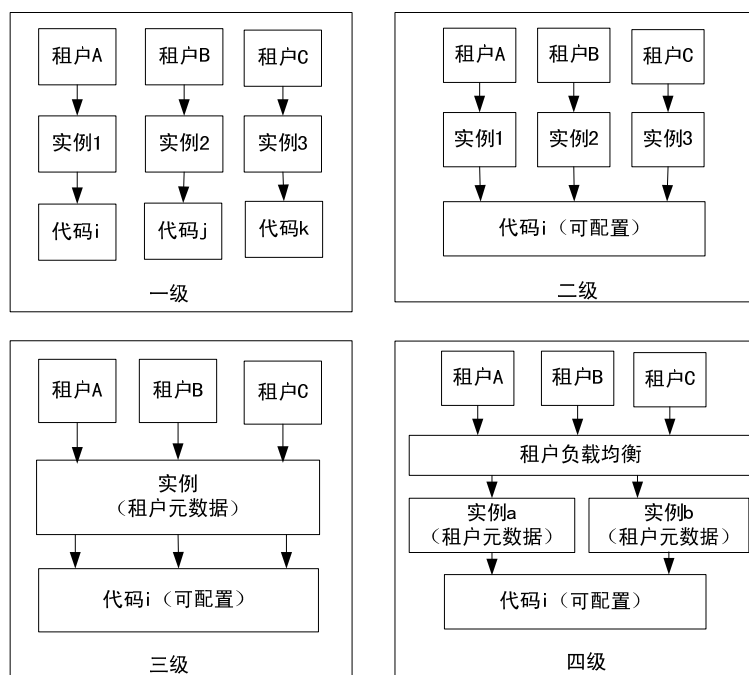 租户A
租户B
租户C
实例1
实例2
实例3
代码i
代码j
代码k
一级
租户A
租户B
租户C
实例1
实例2
实例3
代码i（可配置）
二级
租户A
租户B
租户C
实例
（租户元数据）
代码i（可配置）
三级
租户A
租户B
租户C
租户负载均衡
实例a
（租户元数据）
实例b
（租户元数据）
代码i（可配置）
四级